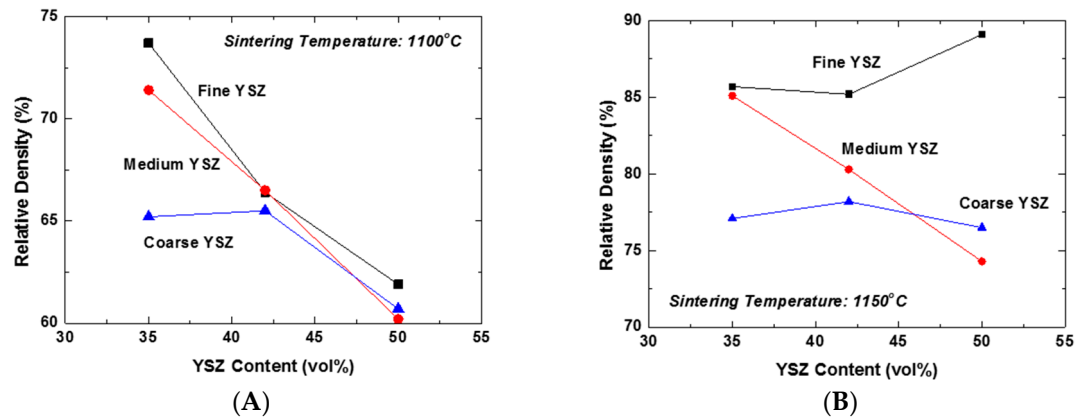 Sintering Temperature: 1100°C
Fine YSZ
Medium YSZ
Coarse YSZ
75
70
65
60
30 35 40 45 50 55
Relative Density (%)
YSZ Content (vol%)
(A)
90
85
80
75
70
Fine YSZ
Medium YSZ
Coarse YSZ
Sintering Temperature: 1150°C
30 35 40 45 50 55
Relative Density (%)
YSZ Content (vol%)
(B)